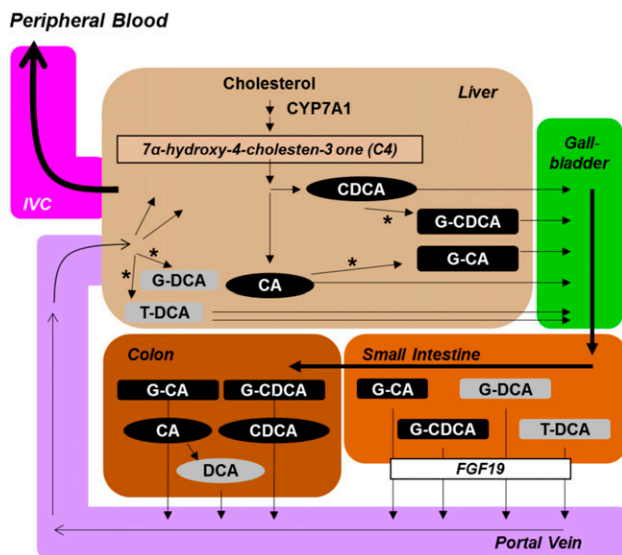 Peripheral Blood
Cholesterol
Liver
CYP7A1
7α-hydroxy-4-cholesten-3 one (C4)
Gall-
bladder
CDCA
IVC
*
G-CDCA
*
G-CA
*
*
G-DCA
CA
T-DCA
Colon
Small Intestine
G-CA
G-CDCA
G-CA
G-DCA
CA
CDCA
G-CDCA
T-DCA
DCA
FGF19
Portal Vein